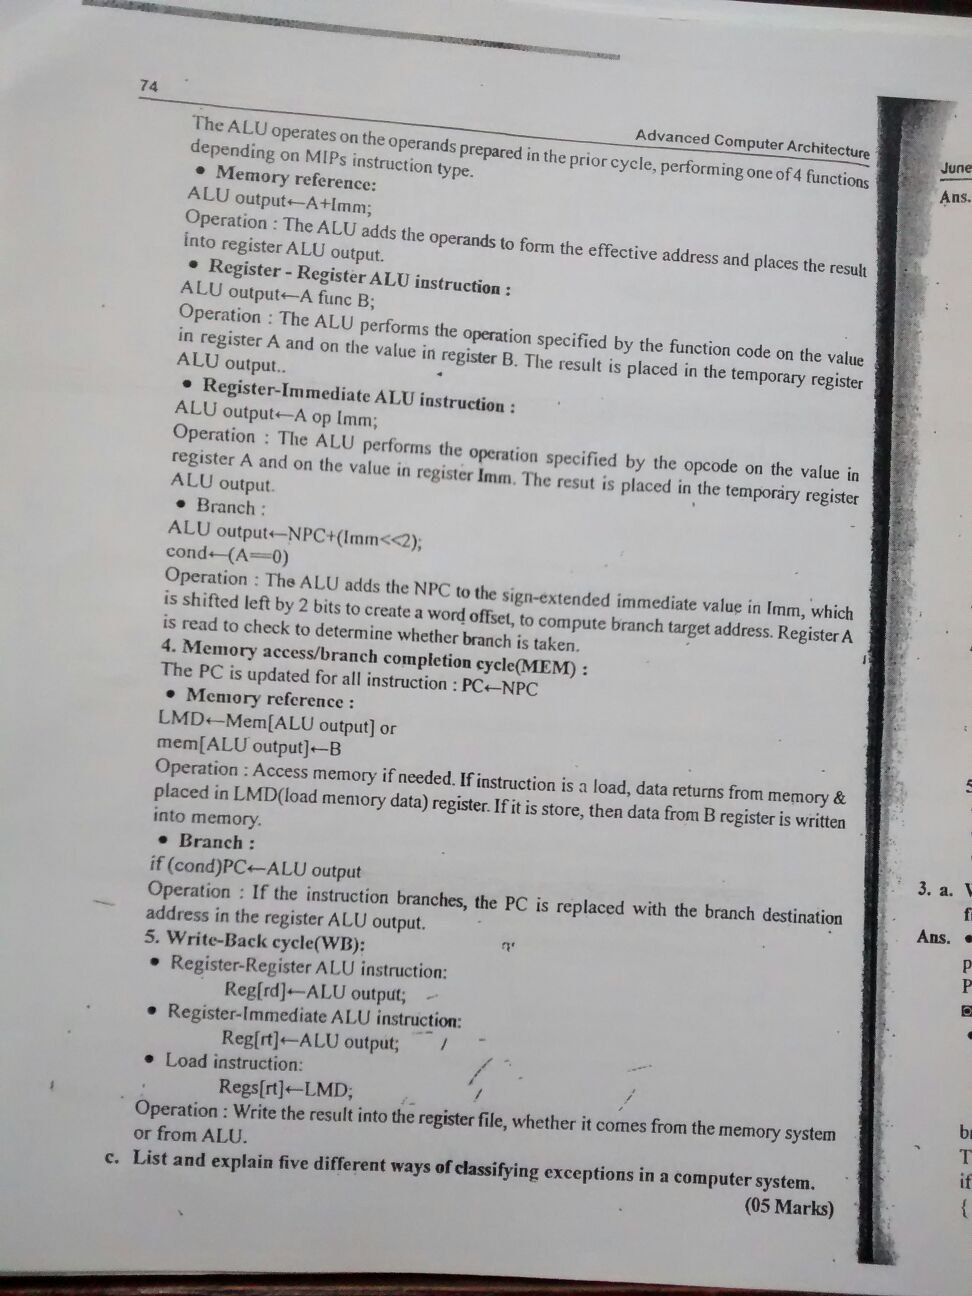 74
Advanced Computer Architecture
The ALU operates on the operands prepared in the prior cycle, performing one of 4 functions
depending on MIPs instruction type.
• Memory reference:
ALU output←A+Imm;
Operation : The ALU adds the operands to form the effective address and places the result
into register ALU output.
• Register - Register ALU instruction :
ALU output←A func B;
Operation : The ALU performs the operation specified by the function code on the value
in register A and on the value in register B. The result is placed in the temporary register
ALU output..
• Register-Immediate ALU instruction :
ALU output←A op Imm;
Operation : The ALU performs the operation specified by the opcode on the value in
register A and on the value in register Imm. The resut is placed in the temporary register
ALU output.
• Branch :
ALU output←NPC+(Imm<<2);
cond←(A==0)
Operation : The ALU adds the NPC to the sign-extended immediate value in Imm, which
is shifted left by 2 bits to create a word offset, to compute branch target address. Register A
is read to check to determine whether branch is taken.
4. Memory access/branch completion cycle(MEM) :
The PC is updated for all instruction : PC←NPC
• Memory reference :
LMD←Mem[ALU output] or
mem[ALU output]←B
Operation : Access memory if needed. If instruction is a load, data returns from memory &
placed in LMD(load memory data) register. If it is store, then data from B register is written
into memory.
• Branch :
if (cond)PC←ALU output
Operation : If the instruction branches, the PC is replaced with the branch destination
address in the register ALU output.
5. Write-Back cycle(WB):
• Register-Register ALU instruction:
Reg[rd]←ALU output;
• Register-Immediate ALU instruction:
Reg[rt]←ALU output;
• Load instruction:
Regs[rt]←LMD;
Operation : Write the result into the register file, whether it comes from the memory system
or from ALU.
c. List and explain five different ways of classifying exceptions in a computer system.
(05 Marks)
June
Ans.
3. a.
Ans. •